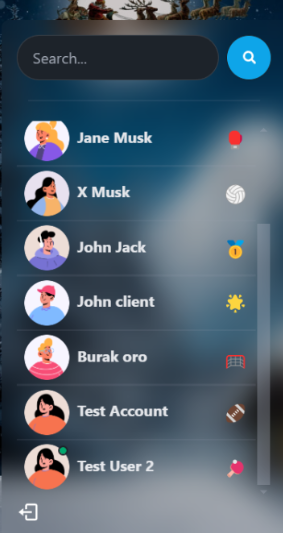 Search...
Jane Musk
X Musk
John Jack
John client
Burak oro
Test Account
Test User 2